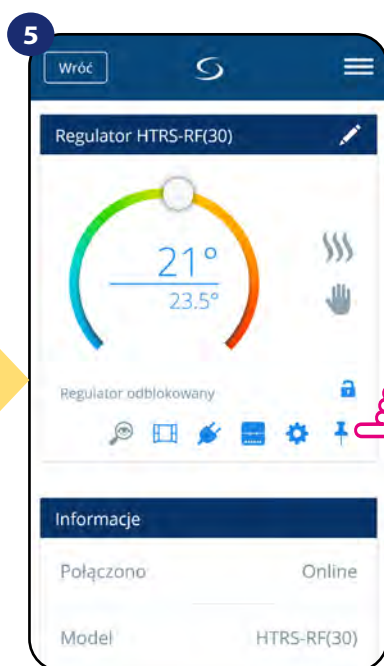 5
Wróć
Regulator HTRS-RF(30)
21°
23.5°
Regulator odblokowany
Informacje
Połączono Online
Model HTRS-RF(30)